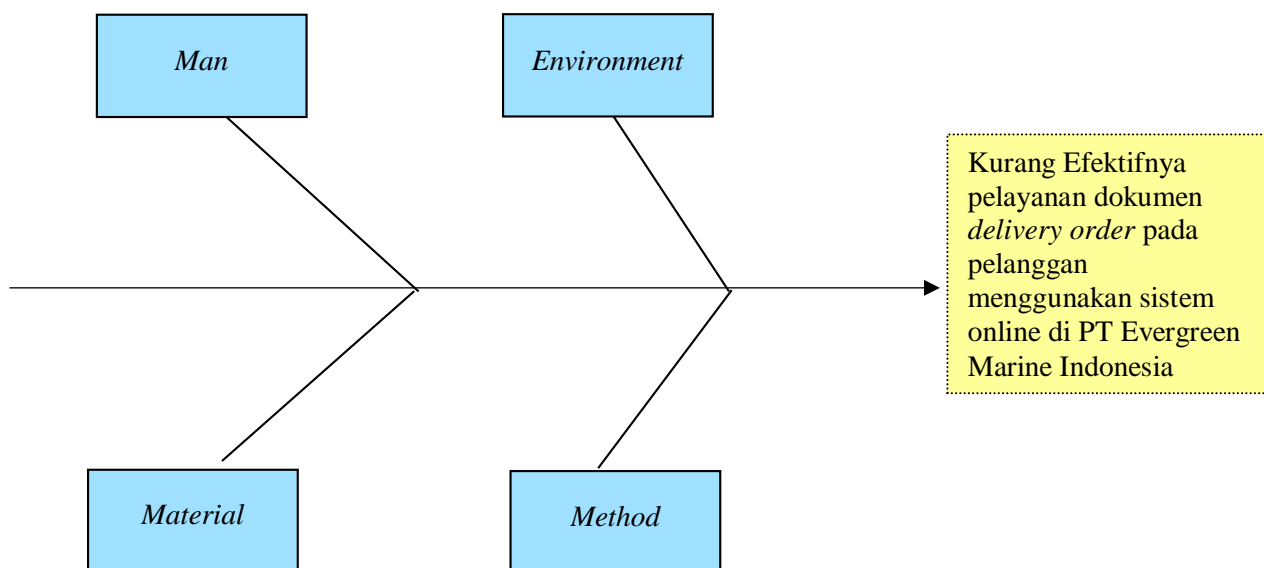 Man
Environment
Kurang Efektifnya
pelayanan dokumen
delivery order pada
pelanggan
menggunakan sistem
online di PT Evergreen
Marine Indonesia
Material
Method